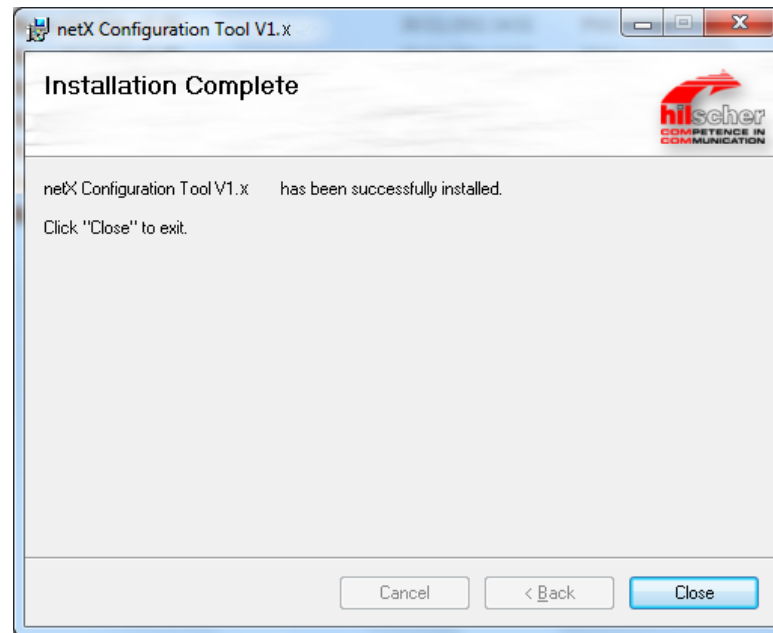 netX Configuration Tool V1.x
Installation Complete
hilscher
COMPETENCE IN
COMMUNICATION
netX Configuration Tool V1.x has been successfully installed.
Click "Close" to exit.
Cancel
< Back
Close